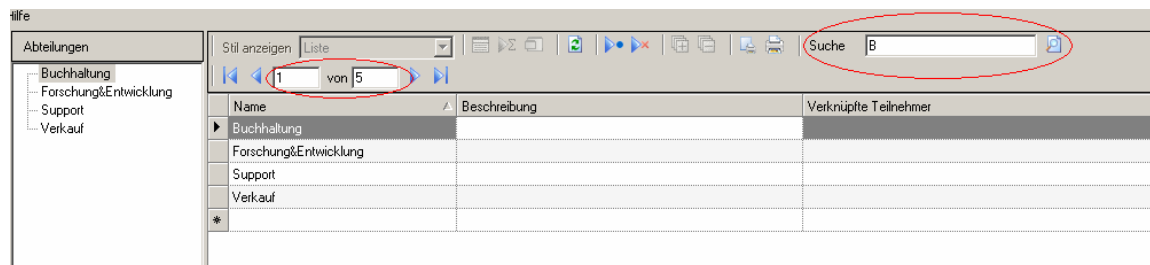 Hilfe
Abteilungen
Stil anzeigen Liste Suche B
1 von 5
Buchhaltung
Forschung&Entwicklung
Support
Verkauf
Name Beschreibung Verknüpfte Teilnehmer
Buchhaltung
Forschung&Entwicklung
Support
Verkauf